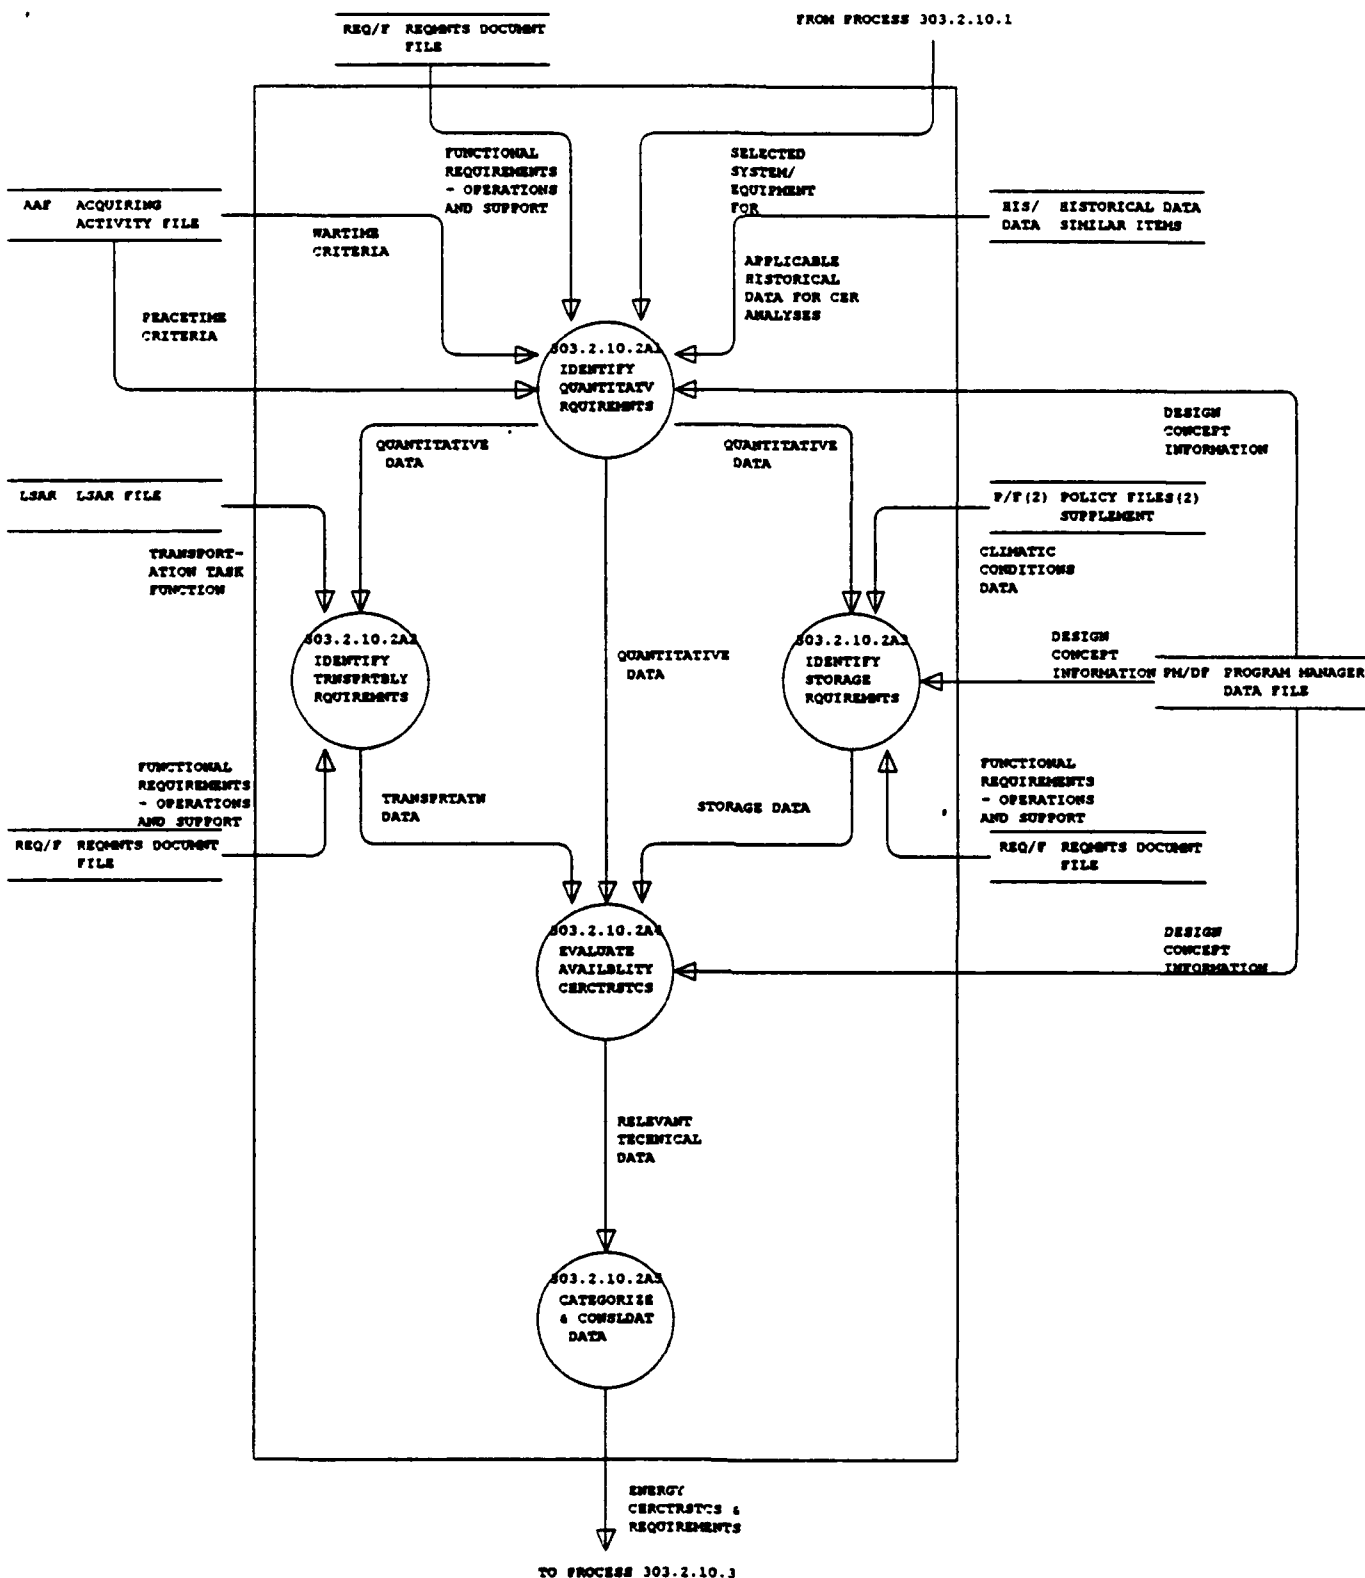 REQ/F REQMNTS DOCUMNT
FILE
FROM PROCESS 303.2.10.1
FUNCTIONAL
REQUIREMENTS
- OPERATIONS
AND SUPPORT
SELECTED
SYSTEM/
EQUIPMENT
FOR
AAF ACQUIRING
ACTIVITY FILE
WARTIME
CRITERIA
HIS/ HISTORICAL DATA
DATA SIMILAR ITEMS
APPLICABLE
HISTORICAL
DATA FOR CHR
ANALYSES
PEACETIME
CRITERIA
303.2.10.2A1
IDENTIFY
QUANTITATV
RQUIREMNTS
DESIGN
CONCEPT
INFORMATION
QUANTITATIVE
DATA
QUANTITATIVE
DATA
LSAR LSAR FILE
P/F(2) POLICY FILES(2)
SUPPLEMENT
TRANSPORT-
ATION TASK
FUNCTION
CLIMATIC
CONDITIONS
DATA
303.2.10.2A2
IDENTIFY
TRNSPRTBLY
RQUIREMNTS
QUANTITATIVE
DATA
303.2.10.2A3
IDENTIFY
STORAGE
RQUIREMNTS
DESIGN
CONCEPT
INFORMATION
PM/DF PROGRAM MANAGER
DATA FILE
FUNCTIONAL
REQUIREMENTS
- OPERATIONS
AND SUPPORT
TRANSPRTATN
DATA
STORAGE DATA
FUNCTIONAL
REQUIREMENTS
- OPERATIONS
AND SUPPORT
REQ/F REQMNTS DOCUMNT
FILE
REQ/F REQMNTS DOCUMNT
FILE
303.2.10.2A4
EVALUATE
AVAILBLITY
CHRCTRSTCS
DESIGN
CONCEPT
INFORMATION
RELEVANT
TECHNICAL
DATA
303.2.10.2A5
CATEGORIZE
& CONSLDAT
DATA
ENERGY
CHRCTRSTCS &
REQUIREMENTS
TO PROCESS 303.2.10.3